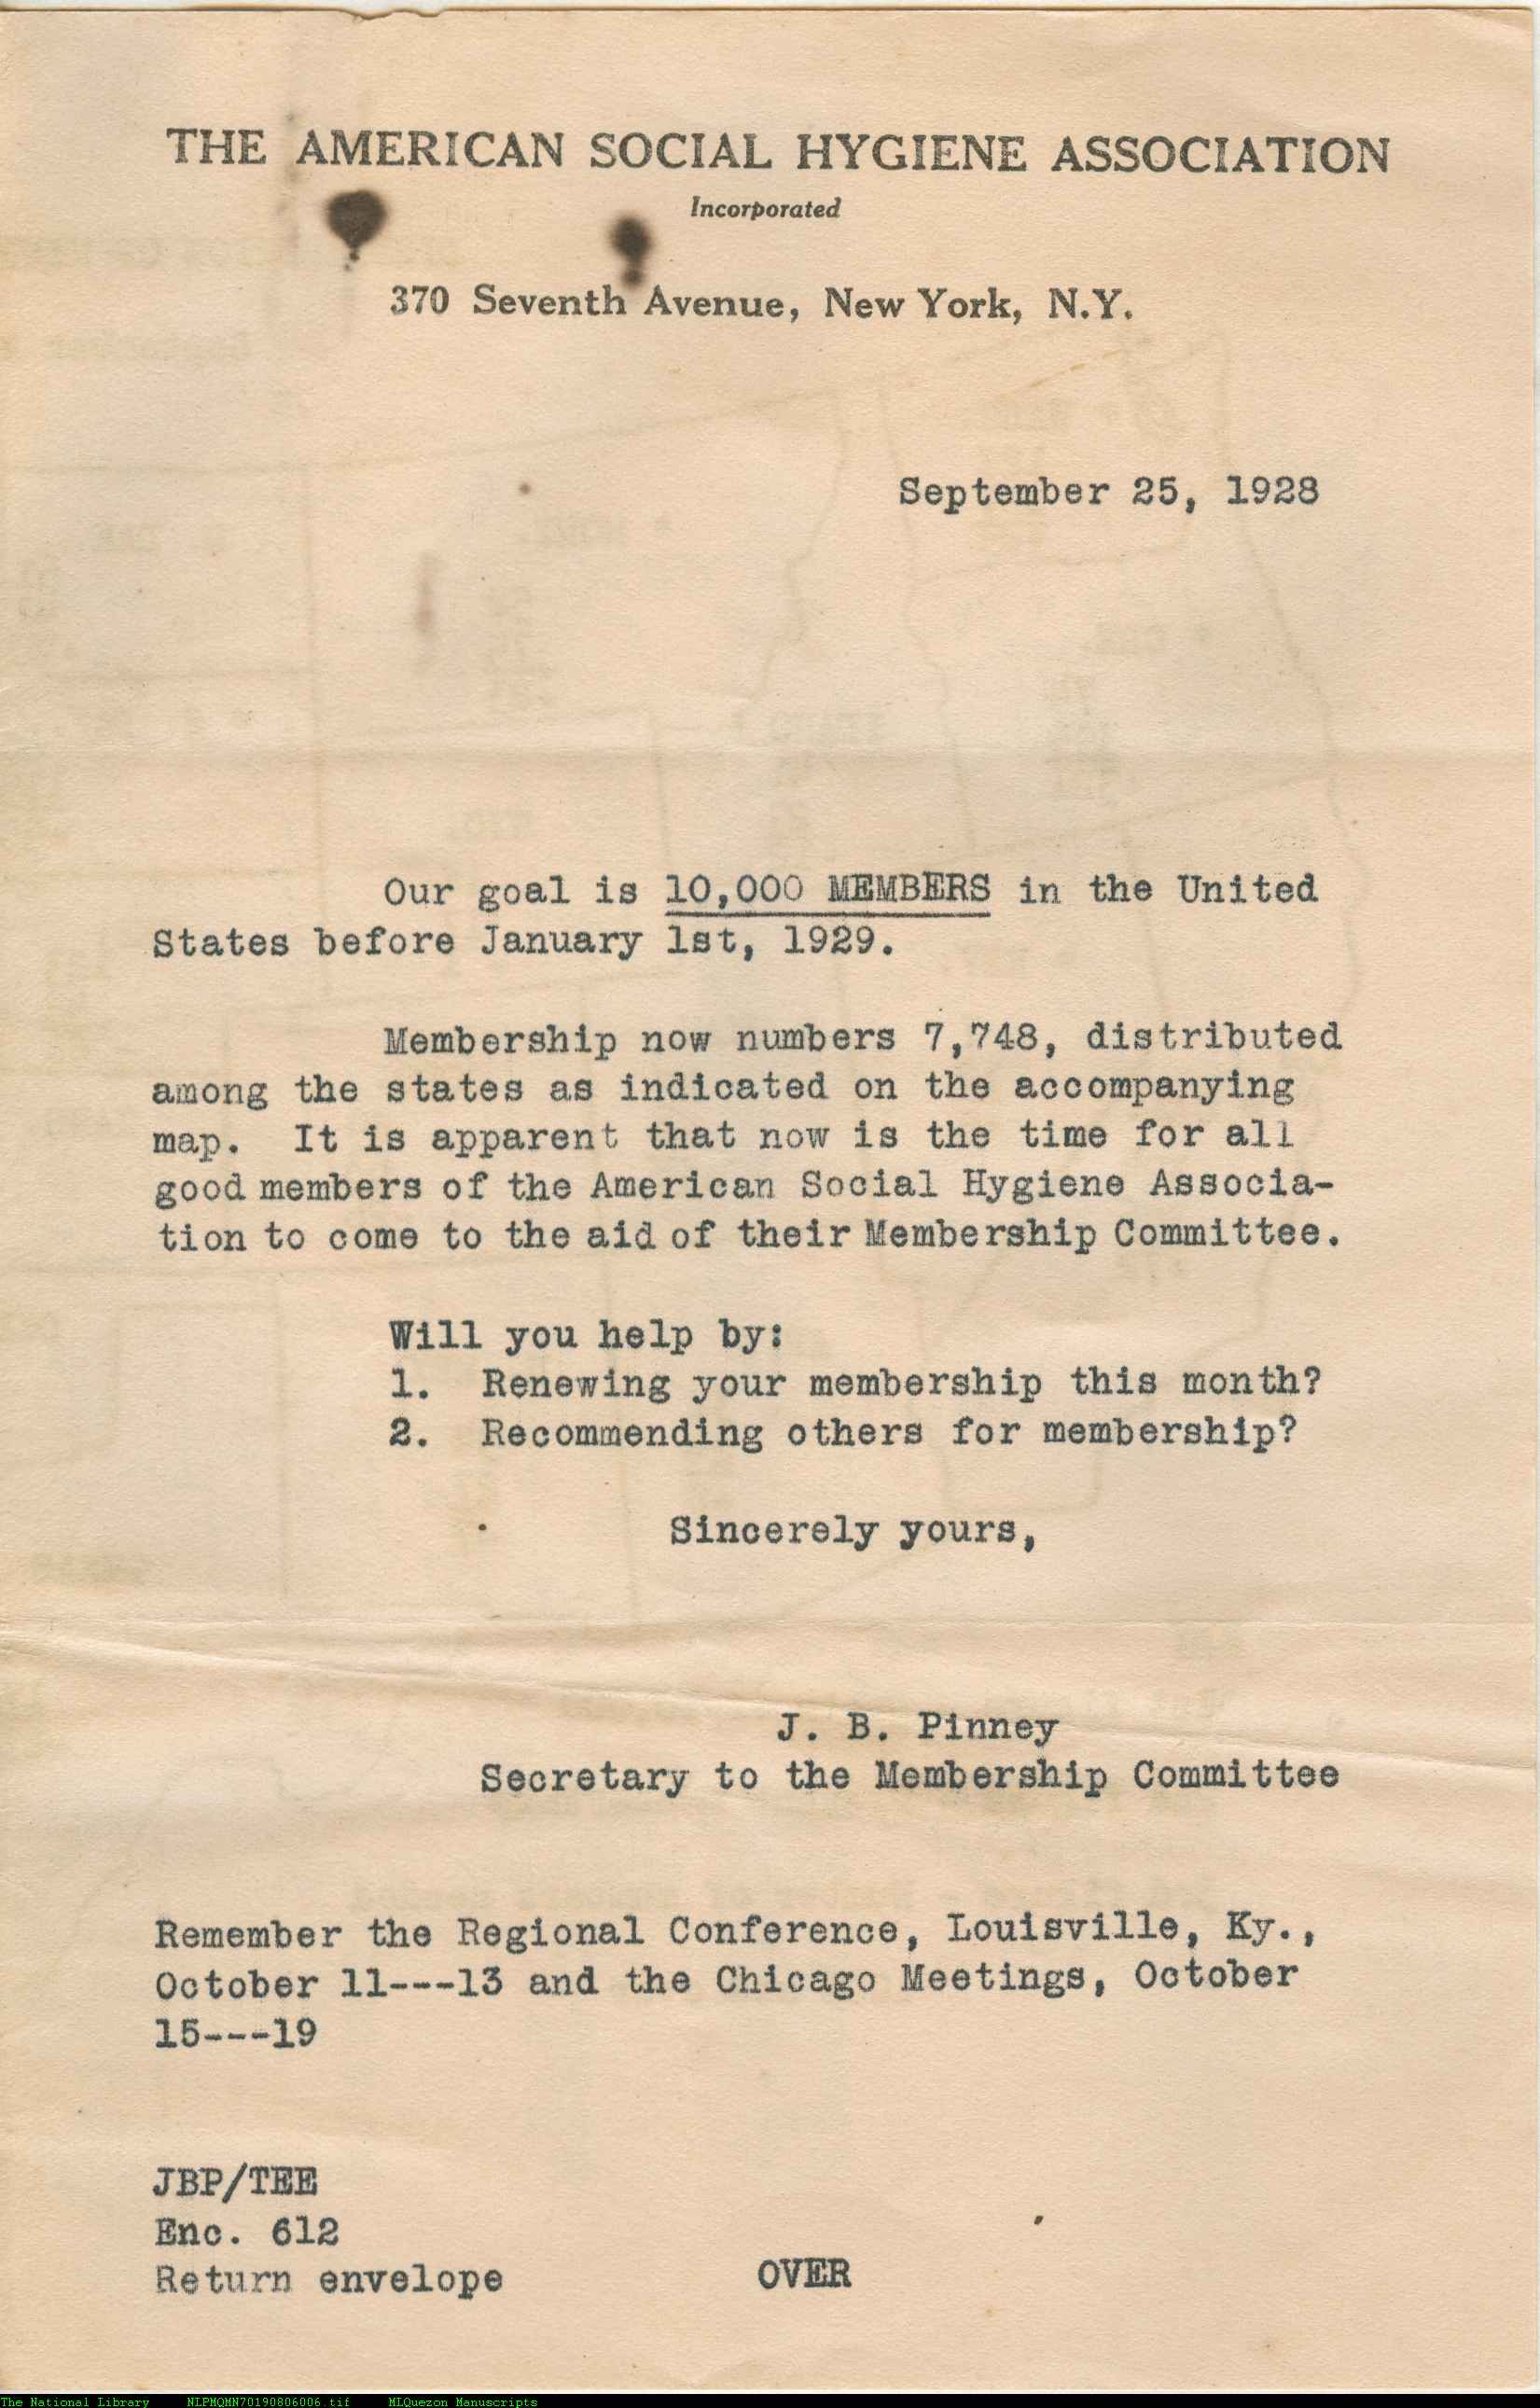 THE AMERICAN SOCIAL HYGIENE ASSOCIATION
Incorporated
370 Seventh Avenue, New York, N.Y.
September 25, 1928
Our goal is 10,000 MEMBERS in the United
States before January 1st, 1929.
Membership now numbers 7,748, distributed
among the states as indicated on the accompanying
map. It is apparent that now is the time for all
good members of the American Social Hygiene Associa-
tion to come to the aid of their Membership Committee.
Will you help by:
1. Renewing your membership this month?
2. Recommending others for membership?
Sincerely yours,
J. B. Pinney
Secretary to the Membership Committee
Remember the Regional Conference, Louisville, Ky.,
October 11---13 and the Chicago Meetings, October
15---19
JBP/TEE
Enc. 612
Return envelope
OVER
The National Library NLPMQMN70190806006.tif MLQuezon Manuscripts